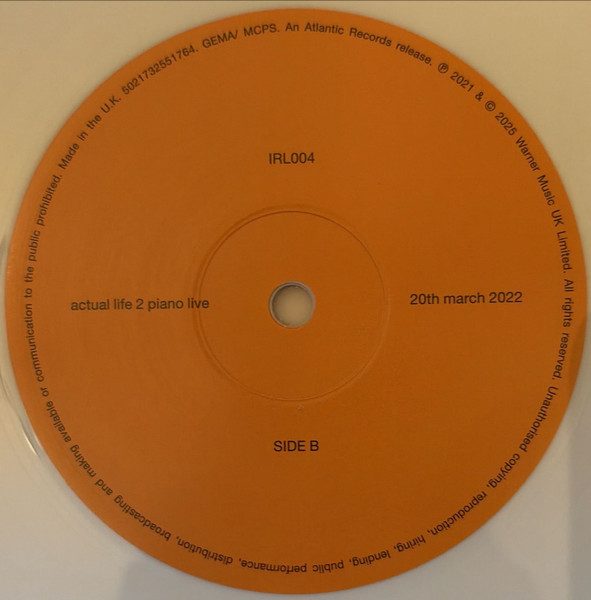 Made in the U.K. 5021732551764. GEMA/ MCPS. An Atlantic Records release. ℗ 2021 & © 2025 Warner Music UK Limited. All rights reserved. Unauthorised copying, reproduction, hiring, lending, public performance, distribution, broadcasting and making available or communication to the public prohibited.
IRL004
actual life 2 piano live
20th march 2022
SIDE B